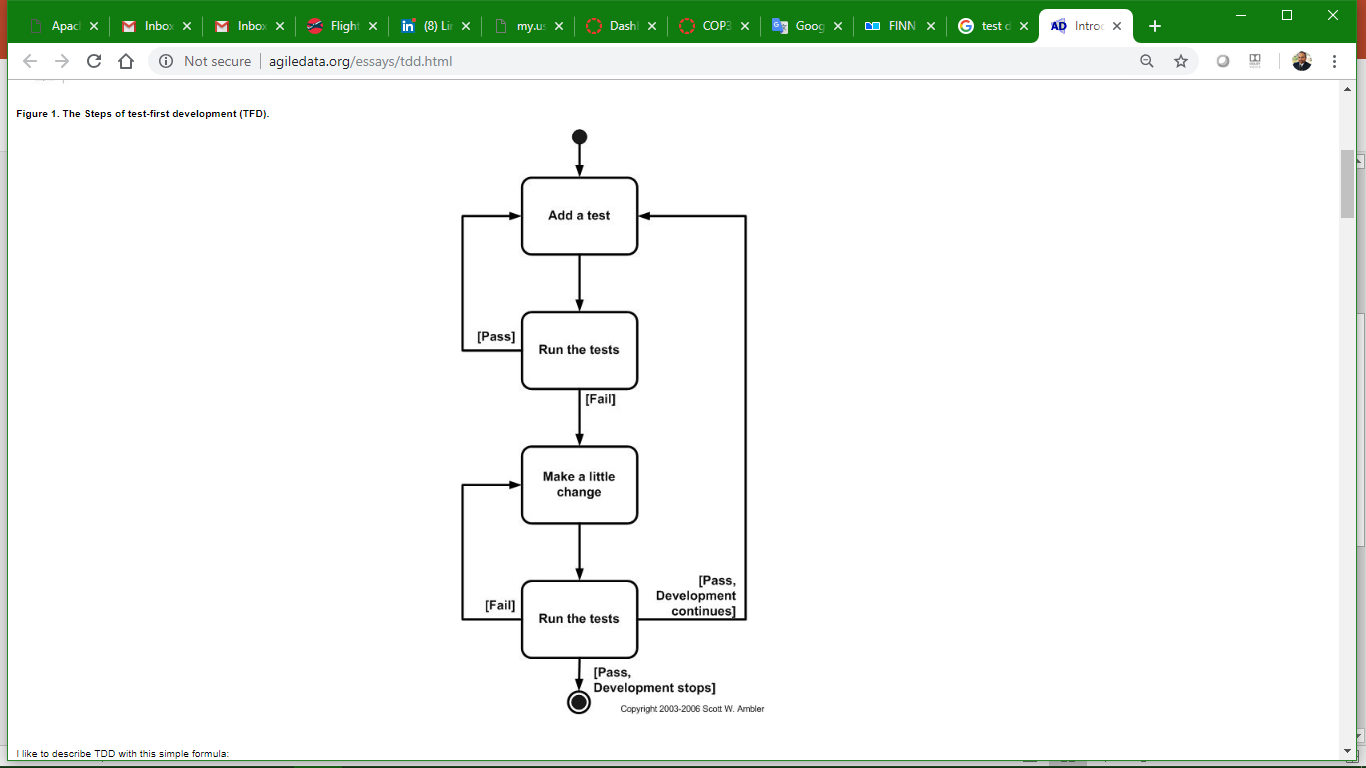 Apac
Inbox
Inbox
Flight
(8) Li
my.us
Dash
COP3
Goog
FINN
test d
Introd
Not secure
agiledata.org/essays/tdd.html
Figure 1. The Steps of test-first development (TFD).
Add a test
[Pass]
Run the tests
[Fail]
Make a little
change
[Pass,
Development
continues]
[Fail]
Run the tests
[Pass,
Development stops]
Copyright 2003-2006 Scott W. Ambler
I like to describe TDD with this simple formula: